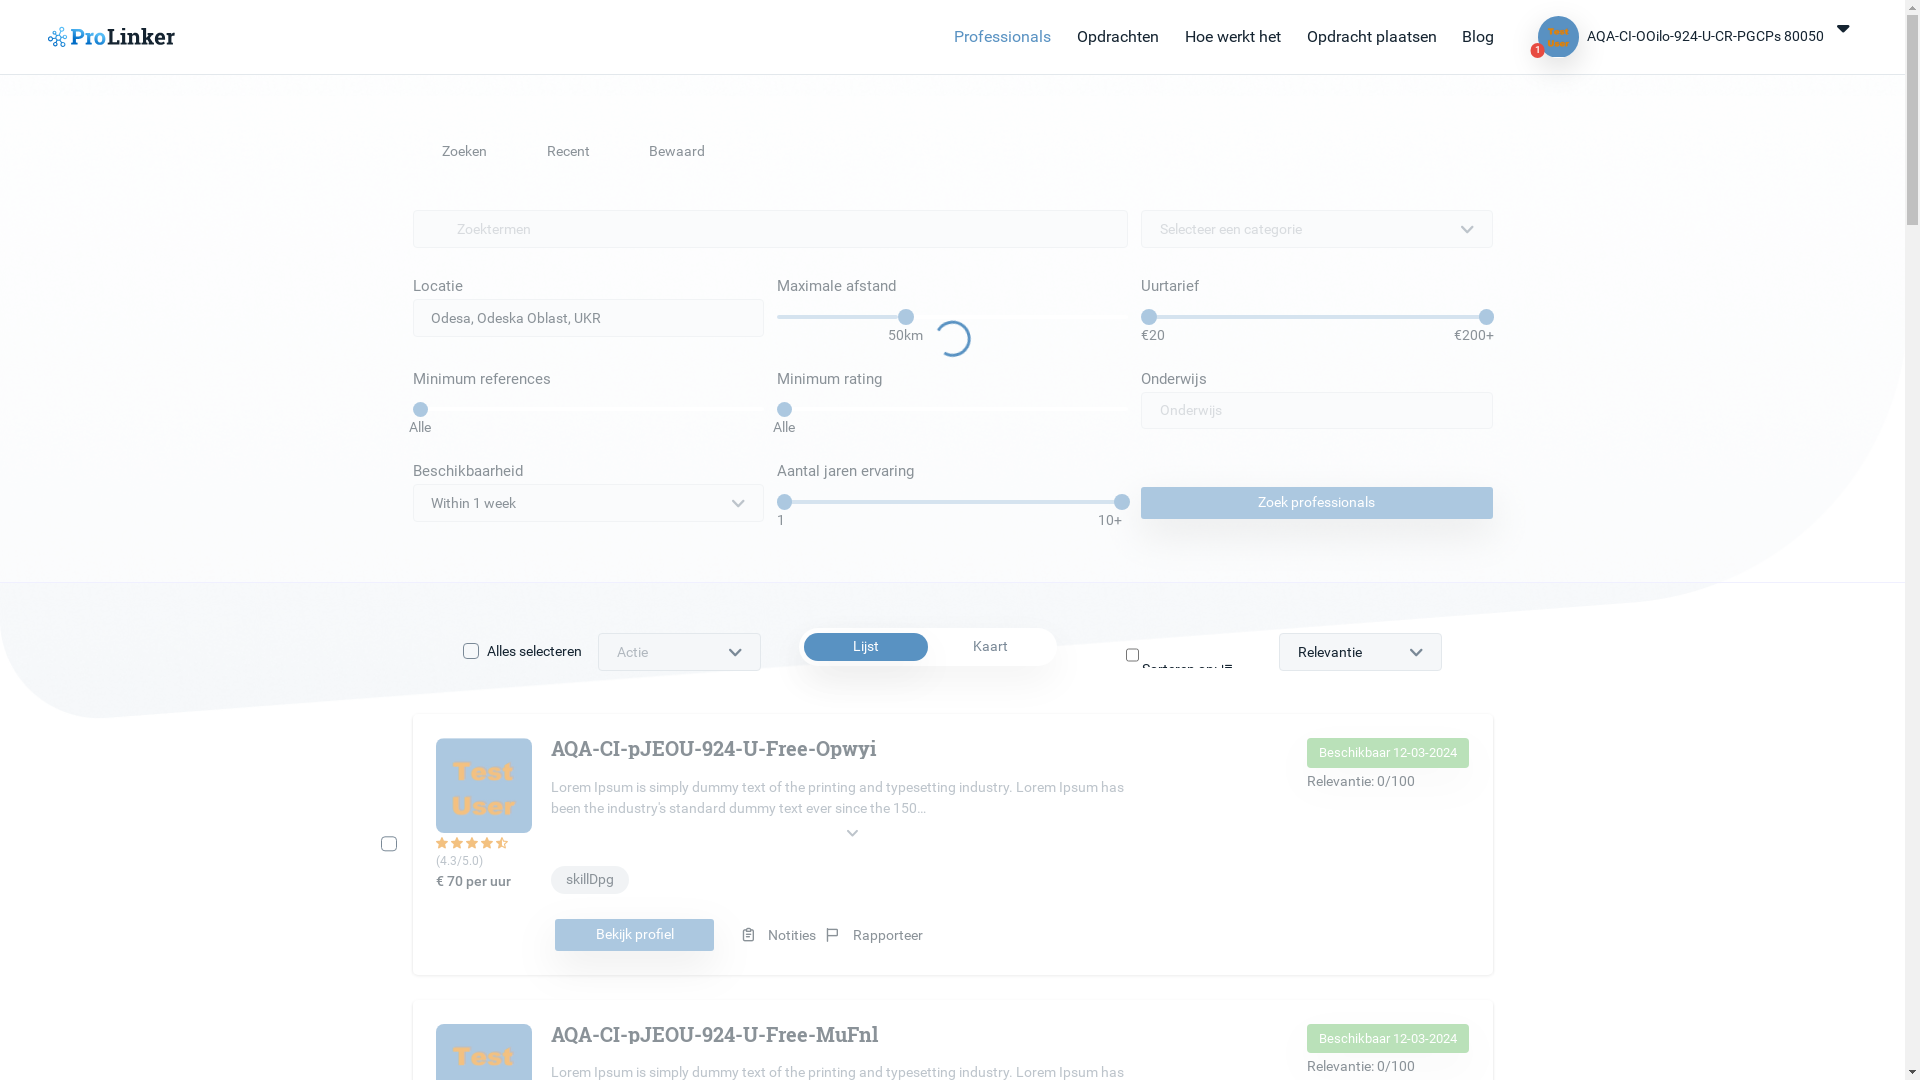 ProLinker
Professionals
Opdrachten
Hoe werkt het
Opdracht plaatsen
Blog
Test
User
1
AQA-CI-OOilo-924-U-CR-PGCPs 80050
Zoeken
Recent
Bewaard
Zoektermen
Selecteer een categorie
Locatie
Maximale afstand
Uurtarief
Odesa, Odeska Oblast, UKR
50km
€20
€200+
Minimum references
Minimum rating
Onderwijs
Alle
Alle
Onderwijs
Beschikbaarheid
Aantal jaren ervaring
Within 1 week
1
10+
Zoek professionals
Alles selecteren
Actie
Lijst
Kaart
Sorteren op:
Relevantie
Test
User
(4.3/5.0)
€ 70 per uur
AQA-CI-pJEOU-924-U-Free-Opwyi
Lorem Ipsum is simply dummy text of the printing and typesetting industry. Lorem Ipsum has
been the industry's standard dummy text ever since the 150...
skillDpg
Bekijk profiel
Notities
Rapporteer
Beschikbaar 12-03-2024
Relevantie: 0/100
Test
AQA-CI-pJEOU-924-U-Free-MuFnl
Lorem Ipsum is simply dummy text of the printing and typesetting industry. Lorem Ipsum has
Beschikbaar 12-03-2024
Relevantie: 0/100